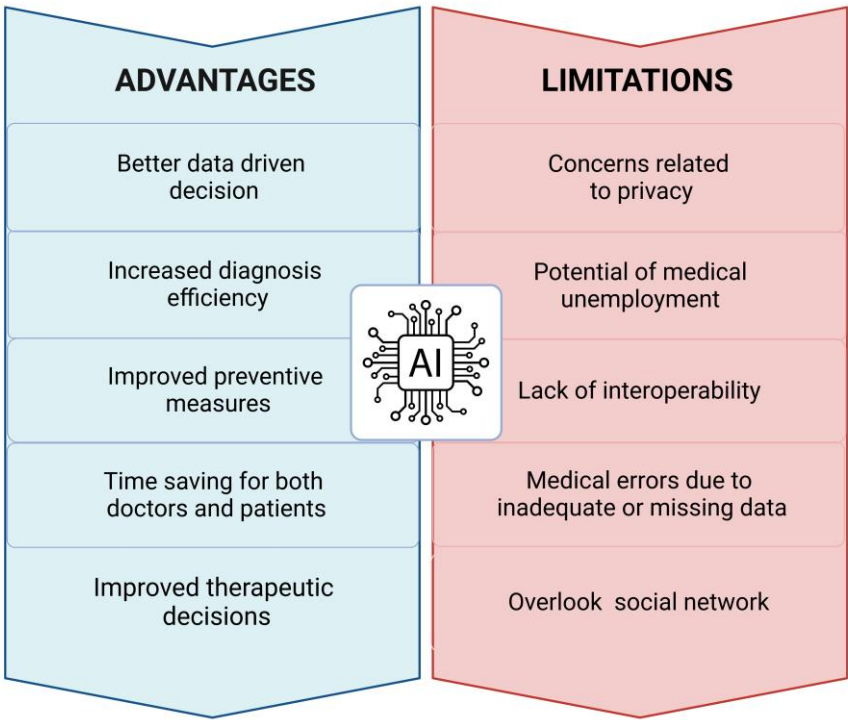 ADVANTAGES
Better data driven
decision
Increased diagnosis
efficiency
Improved preventive
measures
Time saving for both
doctors and patients
Improved therapeutic
decisions
AI
LIMITATIONS
Concerns related
to privacy
Potential of medical
unemployment
Lack of interoperability
Medical errors due to
inadequate or missing data
Overlook social network